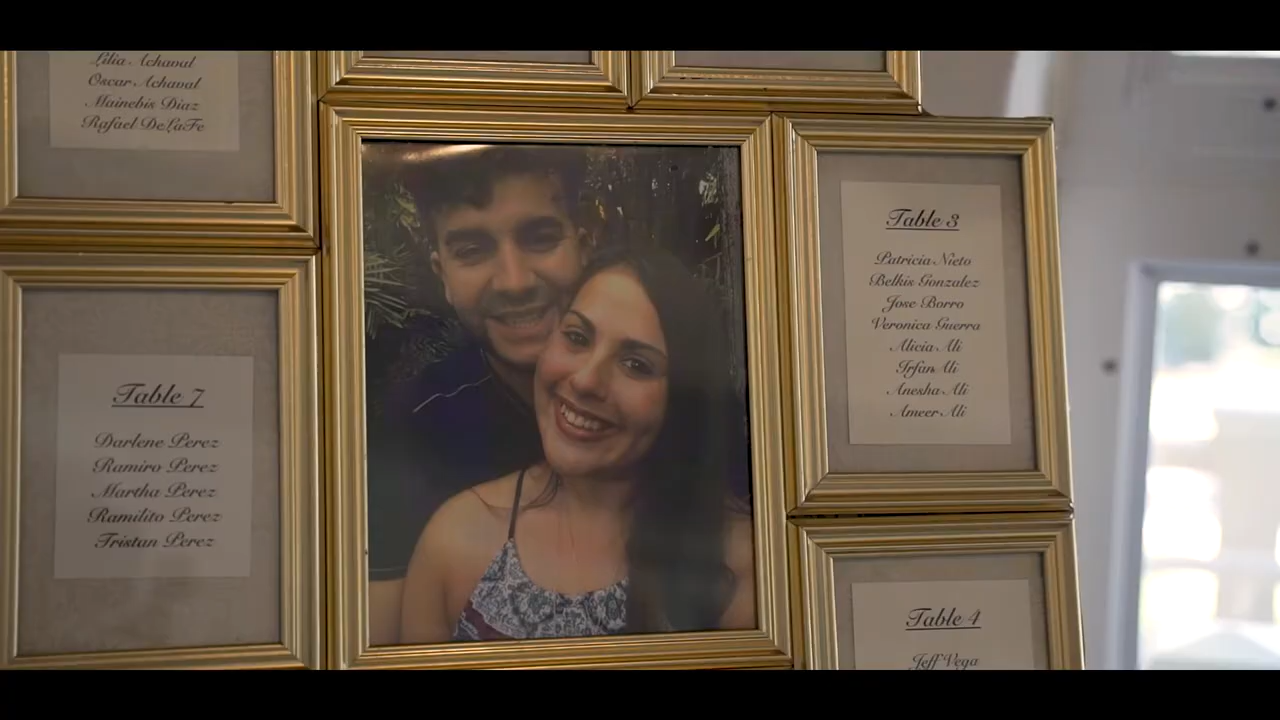 Lilia Achaval
Oscar Achaval
Mainebis Diaz
Rafael DeLaFe
Table 7
Darlene Perez
Ramiro Perez
Martha Perez
Ramilito Perez
Tristan Perez
Table 3
Patricia Nieto
Belkis Gonzalez
Jose Borro
Veronica Guerra
Alicia Ali
Irfan Ali
Anesha Ali
Ameer Ali
Table 4
Jeff Vega